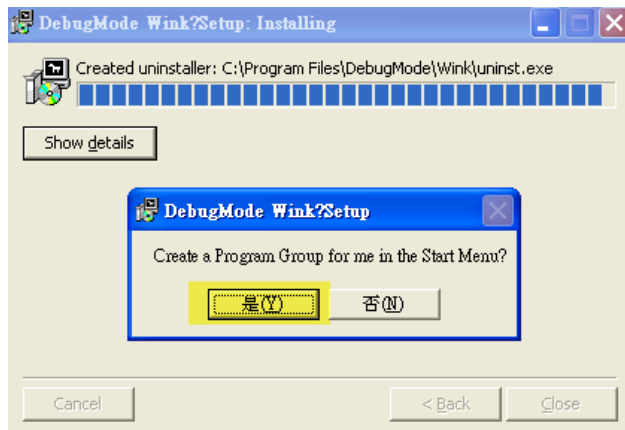 DebugMode Wink?Setup: Installing
Created uninstaller: C:\Program Files\DebugMode\Wink\uninst.exe
Show details
DebugMode Wink?Setup
Create a Program Group for me in the Start Menu?
是(Y) 否(N)
Cancel < Back Close